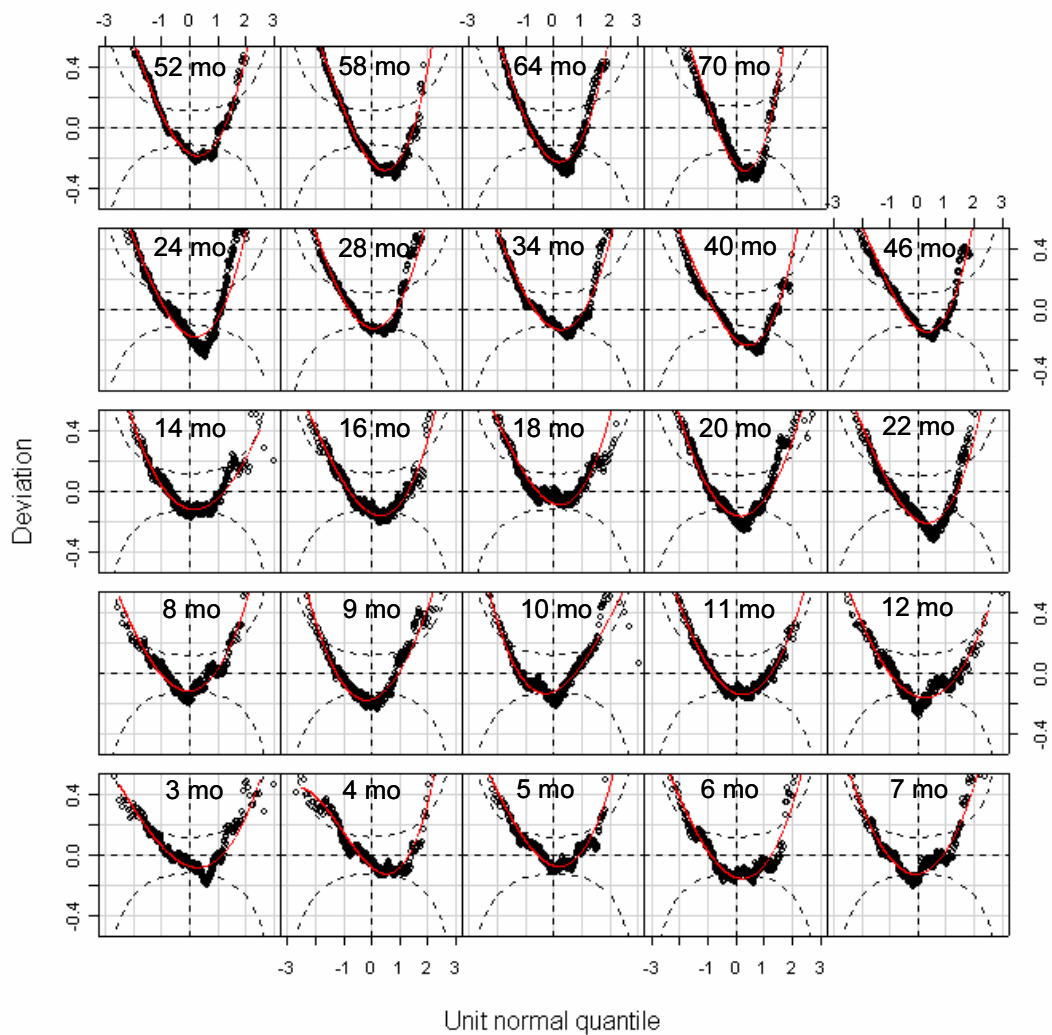 -3 -1 0 1 2 3 -3 -1 0 1 2 3
0.4 52 mo 58 mo 64 mo 70 mo
0.0
-0.4
-3 -1 0 1 2 3
24 mo 28 mo 34 mo 40 mo 46 mo 0.4
0.0
-0.4
0.4 14 mo 16 mo 18 mo 20 mo 22 mo
0.0
-0.4
8 mo 9 mo 10 mo 11 mo 12 mo 0.4
0.0
-0.4
0.4 3 mo 4 mo 5 mo 6 mo 7 mo
0.0
-0.4
-3 -1 0 1 2 3 -3 -1 0 1 2 3
Deviation
Unit normal quantile